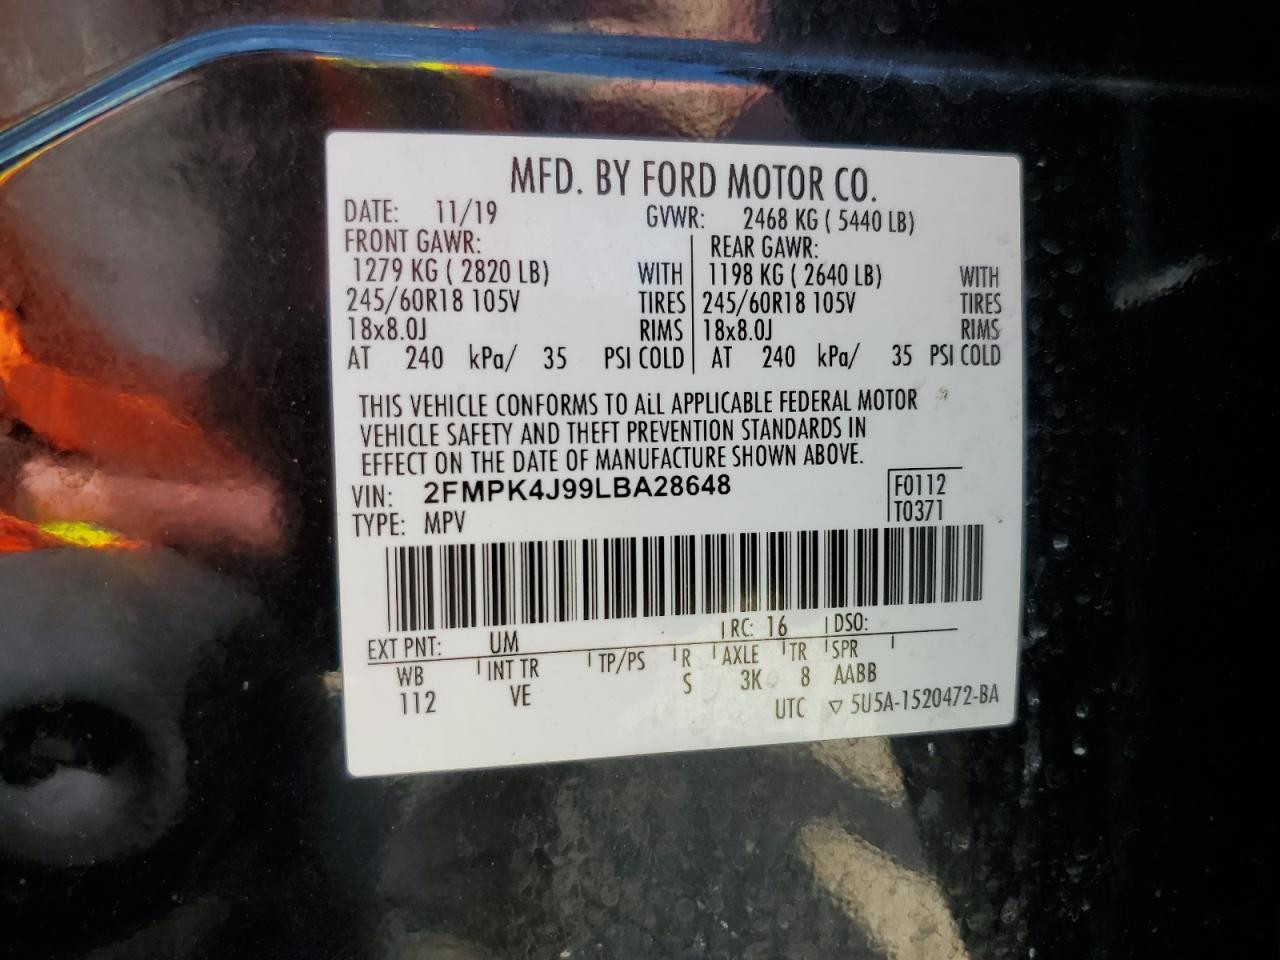 MFD. BY FORD MOTOR CO.
DATE: 11/19 GVWR: 2468 KG ( 5440 LB)
FRONT GAWR: REAR GAWR:
1279 KG ( 2820 LB) WITH 1198 KG ( 2640 LB) WITH
245/60R18 105V TIRES 245/60R18 105V TIRES
18x8.0J RIMS 18x8.0J RIMS
AT 240 kPa/ 35 PSI COLD AT 240 kPa/ 35 PSI COLD
THIS VEHICLE CONFORMS TO ALL APPLICABLE FEDERAL MOTOR
VEHICLE SAFETY AND THEFT PREVENTION STANDARDS IN
EFFECT ON THE DATE OF MANUFACTURE SHOWN ABOVE.
VIN: 2FMPK4J99LBA28648 F0112
TYPE: MPV T0371
EXT PNT: UM RC: 16 DSO:
WB INT TR TP/PS R AXLE TR SPR
112 VE S 3K 8 AABB
UTC ▽ 5U5A-1520472-BA